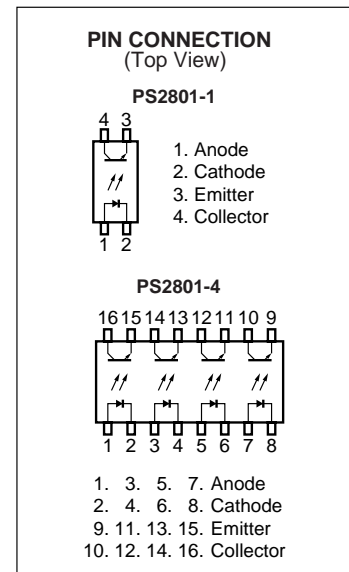 PIN CONNECTION
(Top View)
PS2801-1
4 3
1. Anode
2. Cathode
3. Emitter
4. Collector
1 2
PS2801-4
16 15 14 13 12 11 10 9
1 2 3 4 5 6 7 8
1. 3. 5. 7. Anode
2. 4. 6. 8. Cathode
9. 11. 13. 15. Emitter
10. 12. 14. 16. Collector